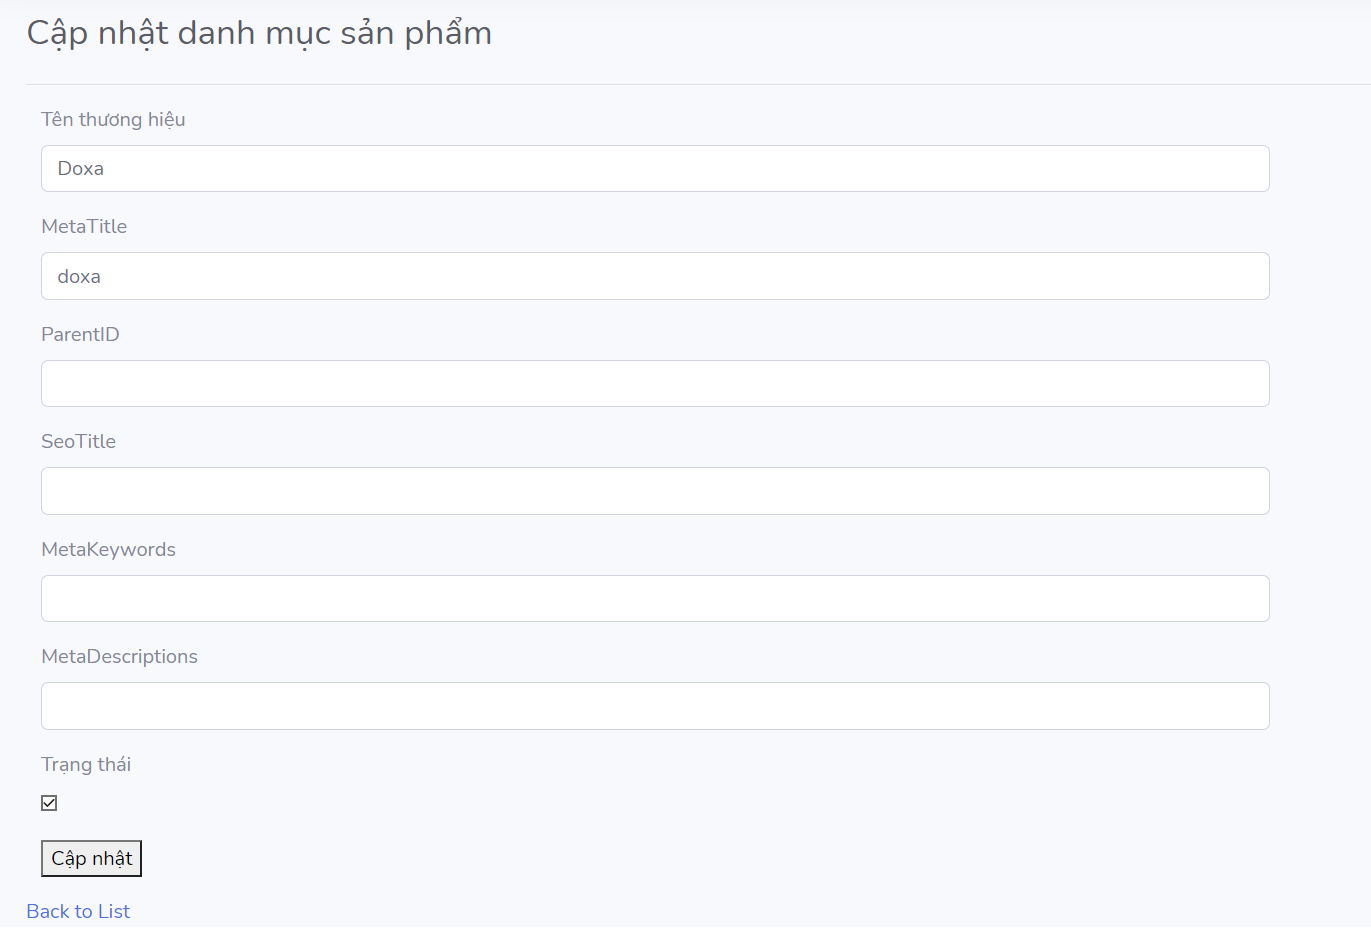 Cập nhật danh mục sản phẩm
Tên thương hiệu
Doxa
MetaTitle
doxa
ParentID
SeoTitle
MetaKeywords
MetaDescriptions
Trạng thái
Cập nhật
Back to List